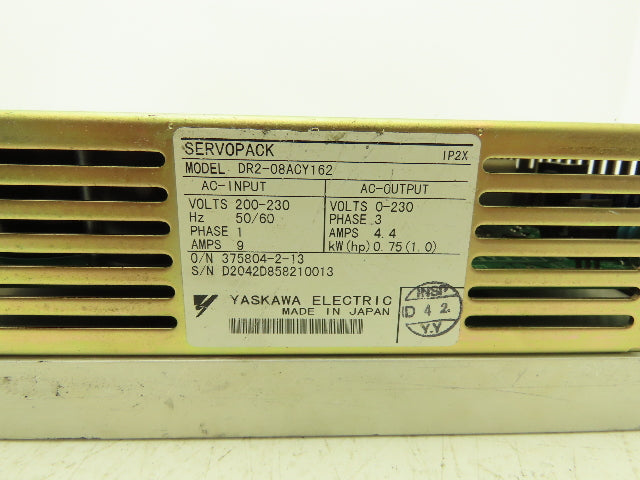 SERVOPACK IP2X
MODEL DR2-08ACY162
AC-INPUT AC-OUTPUT
VOLTS 200-230 VOLTS 0-230
Hz 50/60 PHASE 3
PHASE 1 AMPS 4.4
AMPS 9 kW(hp) 0.75(1.0)
O/N 375804-2-13
S/N D2042D858210013
YASKAWA ELECTRIC
MADE IN JAPAN
INSP
D 4 2
Y.Y